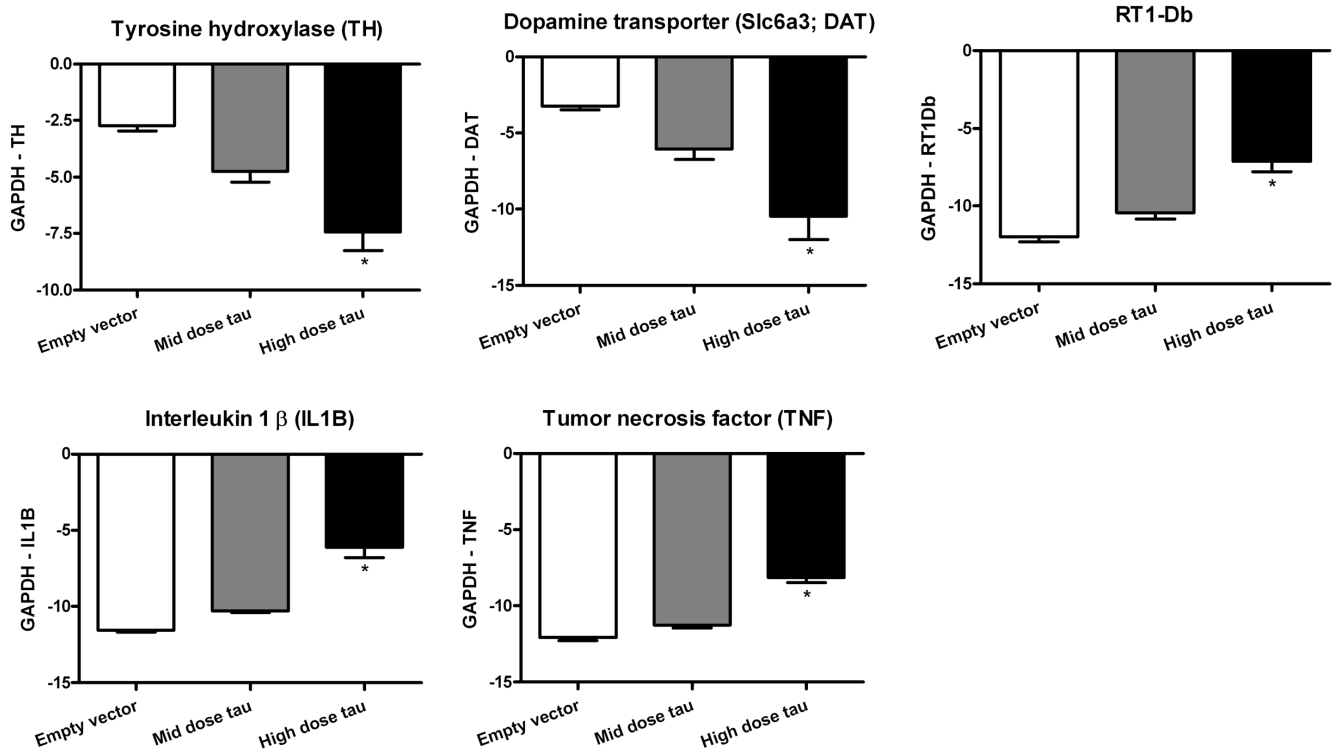 Tyrosine hydroxylase (TH)
GAPDH - TH
0.0
-2.5
-5.0
-7.5
-10.0
*
Empty vector
Mid dose tau
High dose tau
Dopamine transporter (Slc6a3; DAT)
GAPDH - DAT
0
-5
-10
-15
*
Empty vector
Mid dose tau
High dose tau
RT1-Db
GAPDH - RT1Db
0
-5
-10
-15
*
Empty vector
Mid dose tau
High dose tau
Interleukin 1 β (IL1B)
GAPDH - IL1B
0
-5
-10
-15
*
Empty vector
Mid dose tau
High dose tau
Tumor necrosis factor (TNF)
GAPDH - TNF
0
-5
-10
-15
*
Empty vector
Mid dose tau
High dose tau